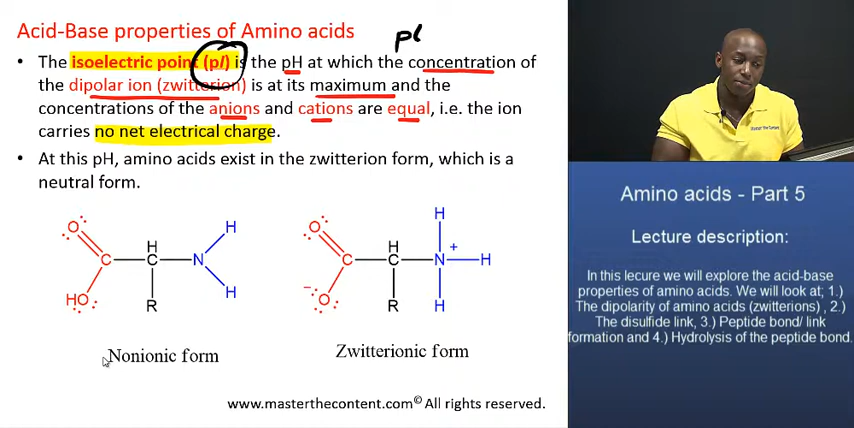 Acid-Base properties of Amino acids
pI
• The isoelectric point (pI) is the pH at which the concentration of
the dipolar ion (zwitterion) is at its maximum and the
concentrations of the anions and cations are equal, i.e. the ion
carries no net electrical charge.
• At this pH, amino acids exist in the zwitterion form, which is a
neutral form.
H H
O H O H +
C C N C C N H
HO R H - O R H
Nonionic form Zwitterionic form
www.masterthecontent.com© All rights reserved.
Master The Content
Amino acids - Part 5
Lecture description:
In this lecure we will explore the acid-base
properties of amino acids. We will look at; 1.)
The dipolarity of amino acids (zwitterions) , 2.)
The disulfide link, 3.) Peptide bond/ link
formation and 4.) Hydrolysis of the peptide bond.